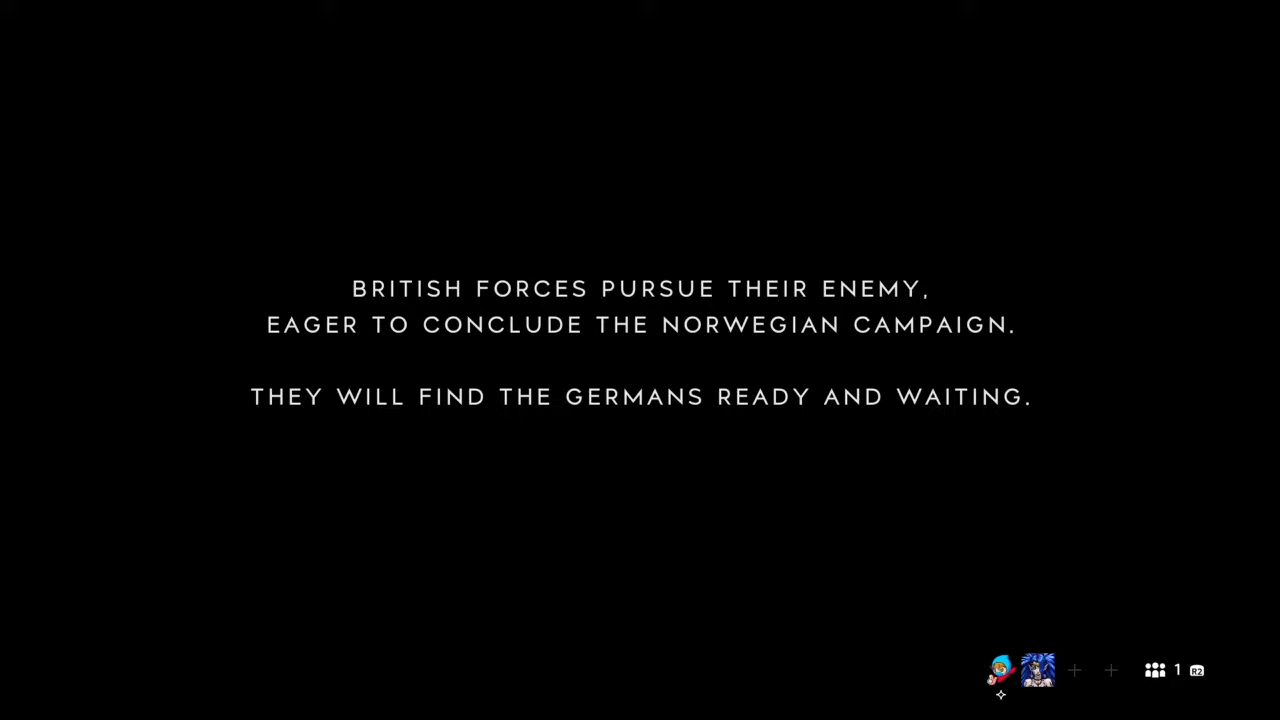 BRITISH FORCES PURSUE THEIR ENEMY,
EAGER TO CONCLUDE THE NORWEGIAN CAMPAIGN.
THEY WILL FIND THE GERMANS READY AND WAITING.
1 R2